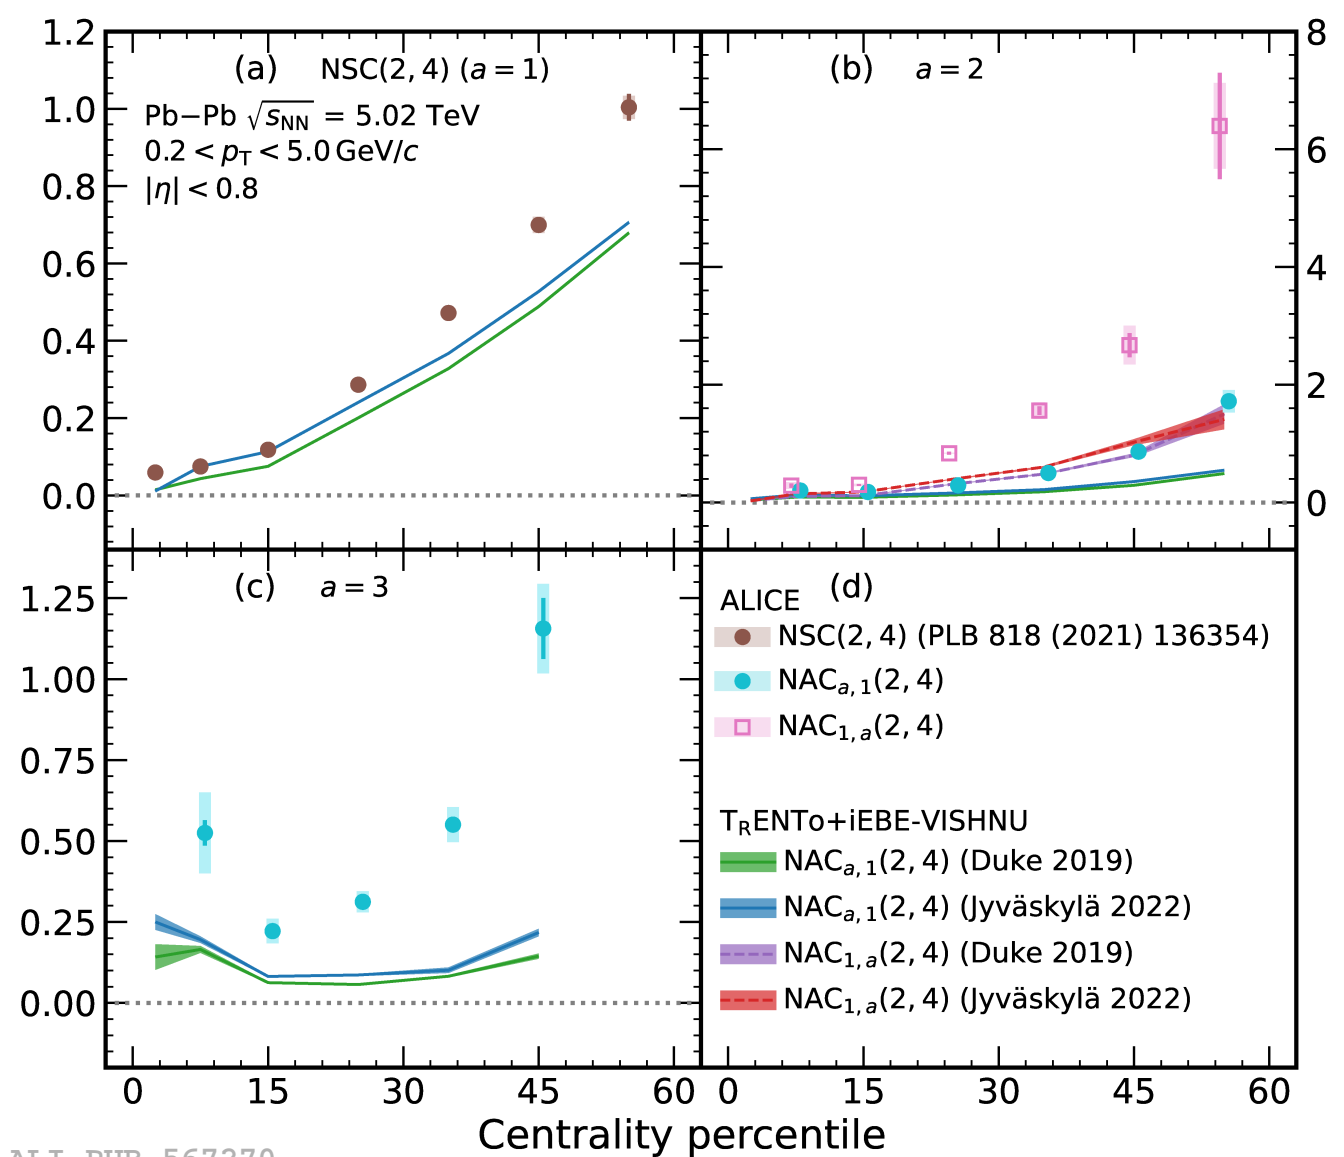 1.2
1.0
0.8
0.6
0.4
0.2
0.0
(a) NSC(2, 4) (a = 1)
Pb−Pb √sNN = 5.02 TeV
0.2 < pT < 5.0 GeV/c
|η| < 0.8
(b) a = 2
8
6
4
2
0
(c) a = 3
1.25
1.00
0.75
0.50
0.25
0.00
(d)
ALICE
NSC(2, 4) (PLB 818 (2021) 136354)
NACa, 1(2, 4)
NAC1, a(2, 4)
TRENTo+iEBE-VISHNU
NACa, 1(2, 4) (Duke 2019)
NACa, 1(2, 4) (Jyväskylä 2022)
NAC1, a(2, 4) (Duke 2019)
NAC1, a(2, 4) (Jyväskylä 2022)
0 15 30 45 60 0 15 30 45 60
Centrality percentile
ALI-PUB-567270